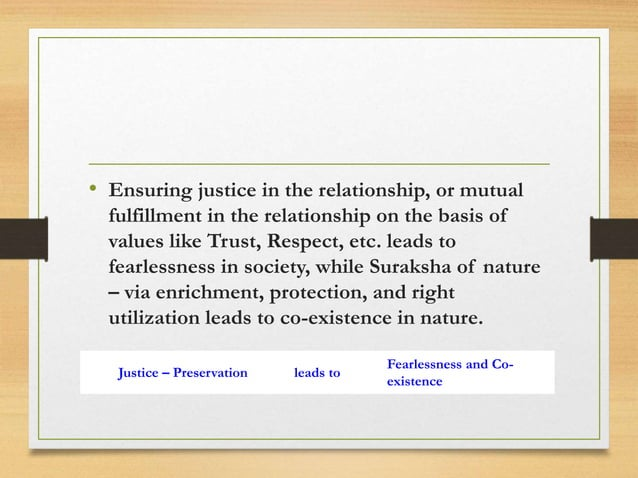 • Ensuring justice in the relationship, or mutual
fulfillment in the relationship on the basis of
values like Trust, Respect, etc. leads to
fearlessness in society, while Suraksha of nature
– via enrichment, protection, and right
utilization leads to co-existence in nature.
Justice – Preservation leads to Fearlessness and Co-
existence